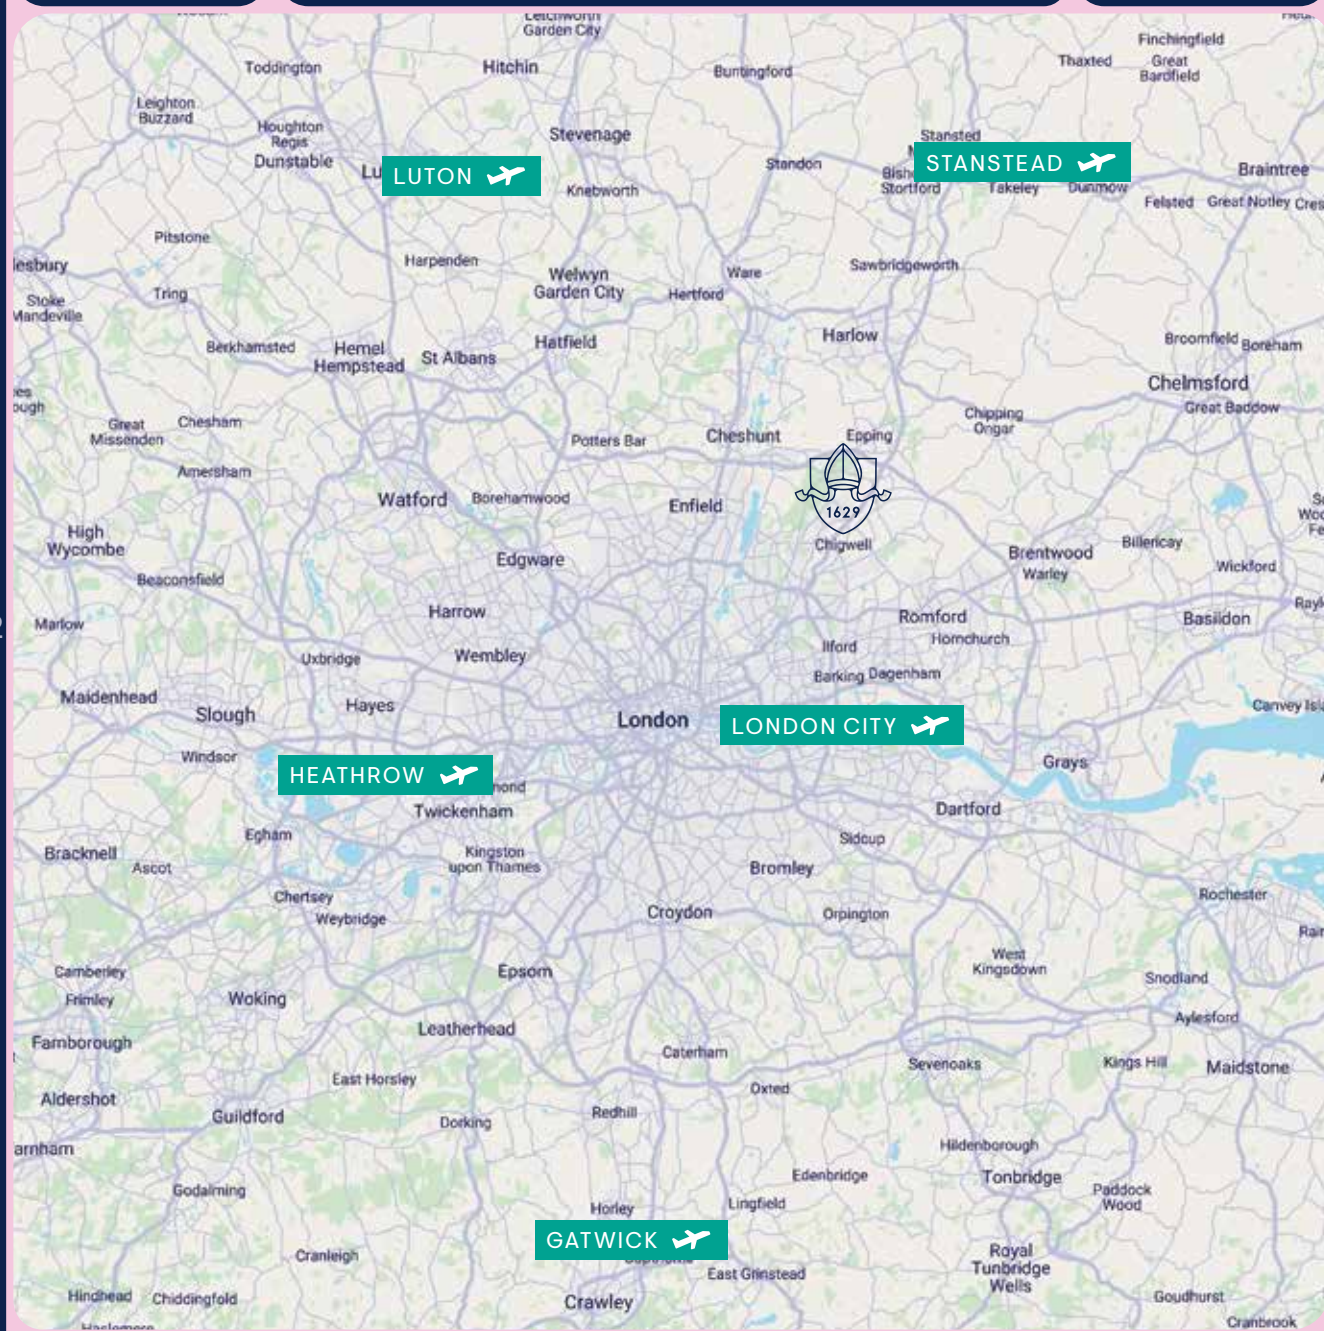 Letchworth
Garden City
Finchingfield
Toddington
Hitchin
Buntingford
Thaxted
Great
Bardfield
Leighton
Buzzard
Houghton
Regis
Dunstable
Stevenage
Stansted
Standon
LUTON
STANSTEAD
Braintree
Knebworth
Stortford
Takeley
Dunmow
Felsted
Great Notley
Pitstone
lesbury
Harpenden
Welwyn
Garden City
Ware
Sawbridgeworth
Stoke
Mandeville
Tring
Hertford
Berkhamsted
Hemel
Hempstead
St Albans
Hatfield
Harlow
Broomfield
Boreham
Chelmsford
Great Baddow
Great
Missenden
Chesham
Potters Bar
Cheshunt
Epping
Chipping
Ongar
Amersham
Watford
Borehamwood
Enfield
1629
High
Wycombe
Edgware
Chigwell
Brentwood
Warley
Billericay
Wickford
Beaconsfield
Harrow
Romford
Hornchurch
Basildon
Marlow
Uxbridge
Wembley
Ilford
Barking
Dagenham
Maidenhead
Slough
Hayes
London
LONDON CITY
Canvey Isl
Windsor
HEATHROW
mond
Grays
Twickenham
Dartford
Egham
Sidcup
Bracknell
Ascot
Kingston
upon Thames
Bromley
Chertsey
Weybridge
Croydon
Orpington
Rochester
Camberley
Frimley
Woking
Epsom
West
Kingsdown
Snodland
Aylesford
Farnborough
Leatherhead
Caterham
Sevenoaks
Kings Hill
Maidstone
Aldershot
East Horsley
Oxted
Guildford
Dorking
Redhill
arnham
Hildenborough
Godalming
Edenbridge
Tonbridge
Paddock
Wood
Horley
Lingfield
GATWICK
Cranleigh
East Grinstead
Royal
Tunbridge
Wells
Hindhead
Chiddingfold
Crawley
Goudhurst
Haslemere
Cranbrook